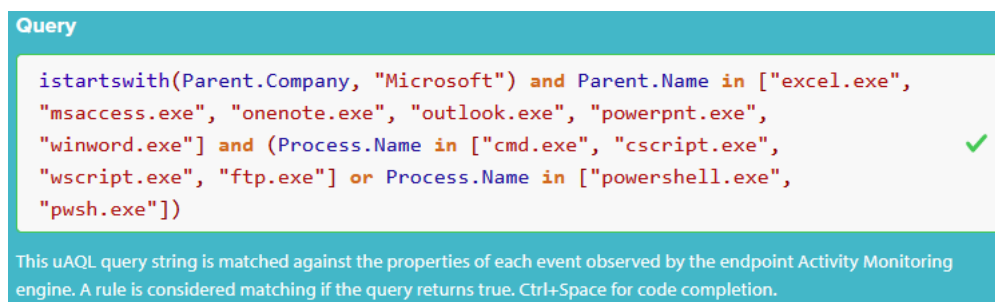 Query
istartswith(Parent.Company, "Microsoft") and Parent.Name in ["excel.exe",
"msaccess.exe", "onenote.exe", "outlook.exe", "powerpnt.exe",
"winword.exe"] and (Process.Name in ["cmd.exe", "cscript.exe",
"wscript.exe", "ftp.exe"] or Process.Name in ["powershell.exe",
"pwsh.exe"])
This uAQL query string is matched against the properties of each event observed by the endpoint Activity Monitoring
engine. A rule is considered matching if the query returns true. Ctrl+Space for code completion.